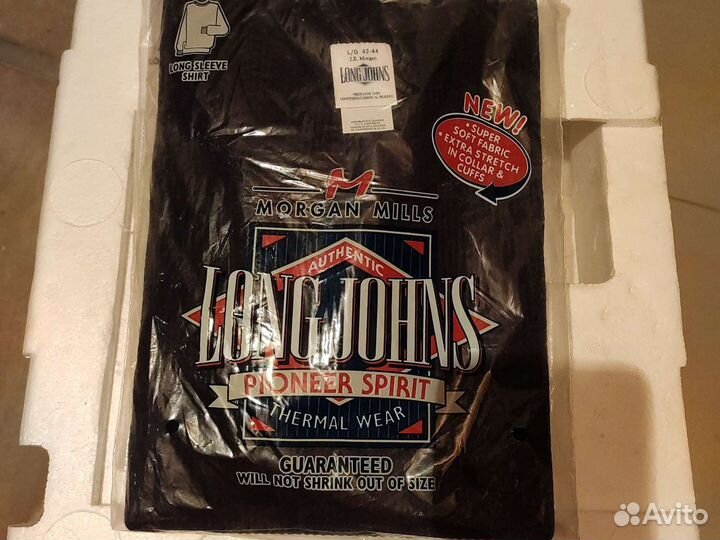 LONG SLEEVE
SHIRT
L/G 42-44
J.E. Morgan
LONG JOHNS
NEW!
• SUPER
SOFT FABRIC
• EXTRA STRETCH
IN COLLAR &
CUFFS
M
MORGAN MILLS
AUTHENTIC
LONG JOHNS
PIONEER SPIRIT
THERMAL WEAR
GUARANTEED
WILL NOT SHRINK OUT OF SIZE
Avito